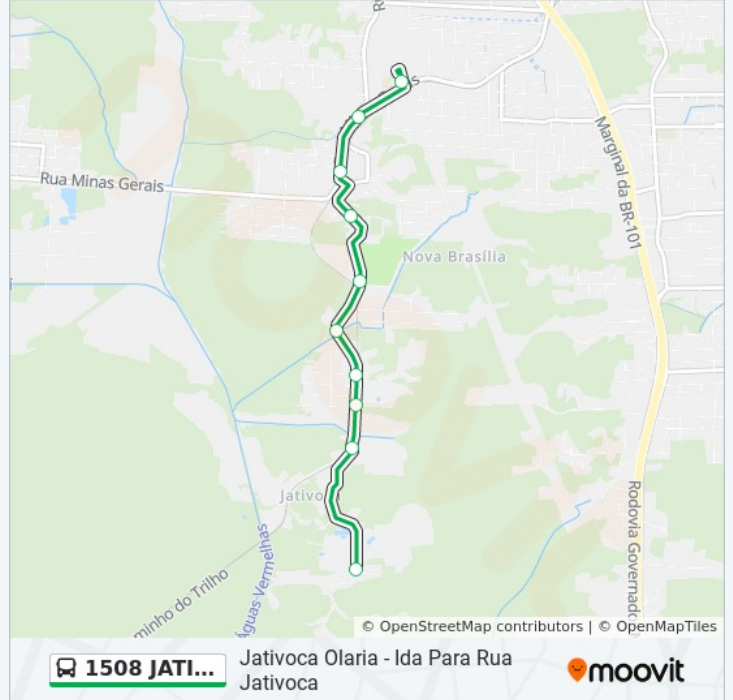 Rua Minas Gerais
Marginal da BR-101
Nova Brasília
Jativo
Rodovia Governado
Águas Vermelhas
minho do Trilho
© OpenStreetMap contributors | © OpenMapTiles
1508 JATI...
Jativoca Olaria - Ida Para Rua
Jativoca
moovit